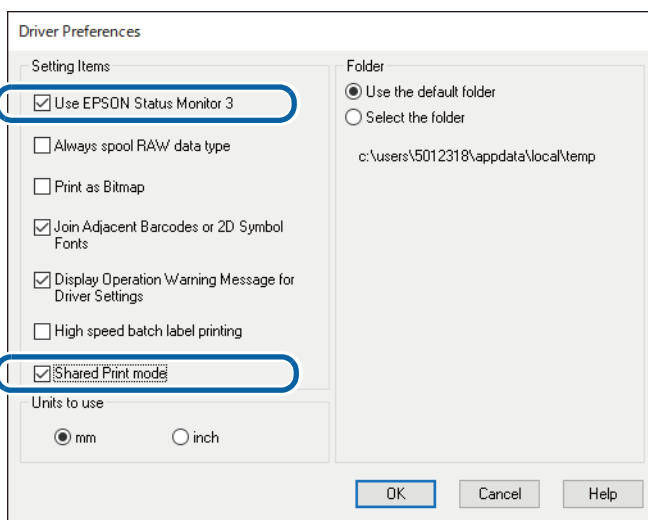 Driver Preferences
Setting Items
Use EPSON Status Monitor 3
Always spool RAW data type
Print as Bitmap
Join Adjacent Barcodes or 2D Symbol
Fonts
Display Operation Warning Message for
Driver Settings
High speed batch label printing
Shared Print mode
Units to use
mm
inch
Folder
Use the default folder
Select the folder
c:\users\5012318\appdata\local\temp
OK
Cancel
Help